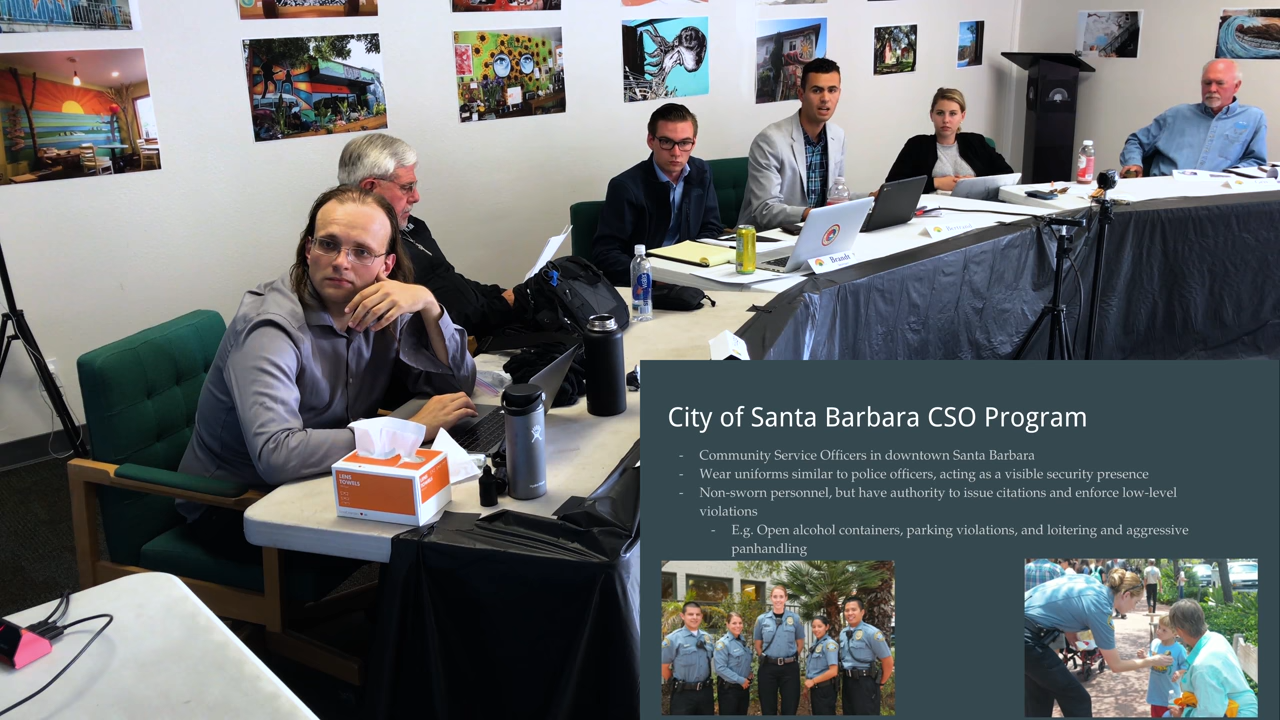 Brandt
LENS
TOWELS
City of Santa Barbara CSO Program
- Community Service Officers in downtown Santa Barbara
- Wear uniforms similar to police officers, acting as a visible security presence
- Non-sworn personnel, but have authority to issue citations and enforce low-level
violations
- E.g. Open alcohol containers, parking violations, and loitering and aggressive
panhandling